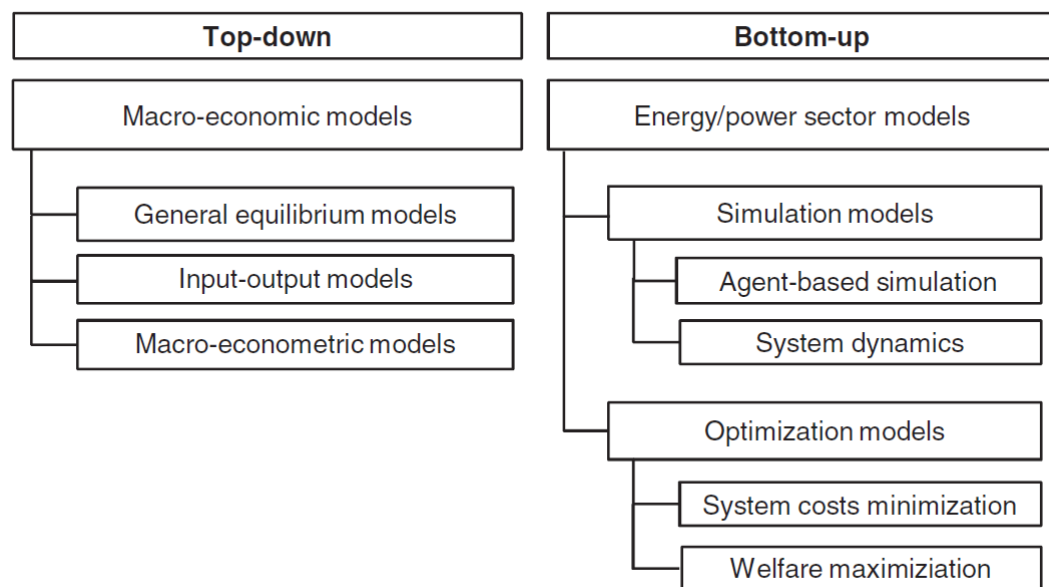 Top-down
Macro-economic models
General equilibrium models
Input-output models
Macro-econometric models
Bottom-up
Energy/power sector models
Simulation models
Agent-based simulation
System dynamics
Optimization models
System costs minimization
Welfare maximiziation